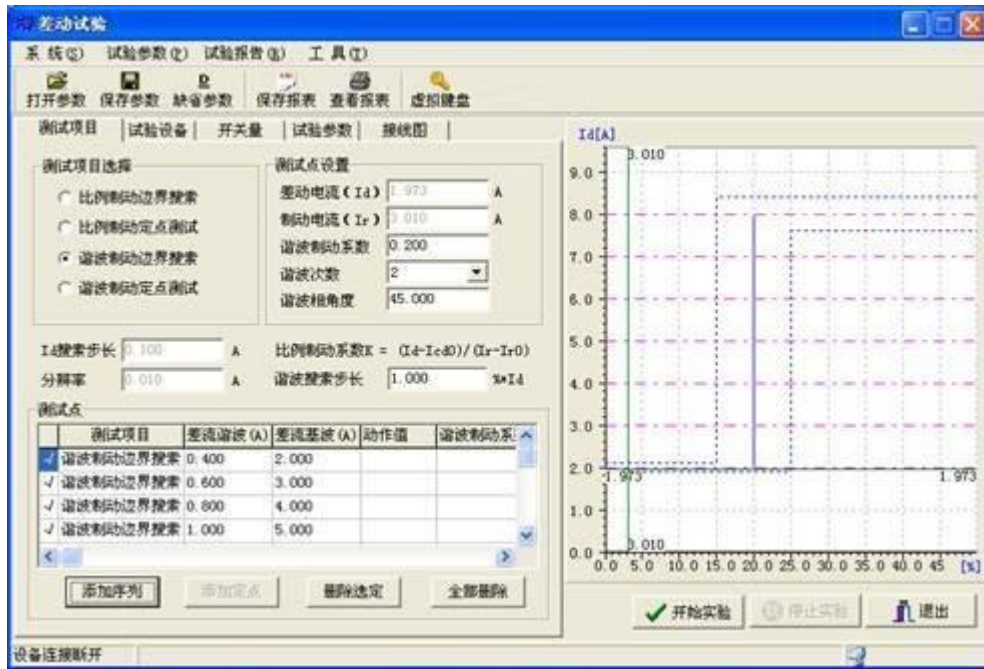 差动试验
系 统(S) 试验参数(P) 试验报告(R) 工 具(T)
打开参数 保存参数 缺省参数 保存报表 查看报表 虚拟键盘
测试项目 试验设备 开关量 试验参数 接线图
测试项目选择
比例制动边界搜索
比例制动定点测试
谐波制动边界搜索
谐波制动定点测试
测试点设置
差动电流(Id) 1.973 A
制动电流(Ir) 3.010 A
谐波制动系数 0.200
谐波次数 2
谐波相角度 45.000
Id搜索步长 0.100 A 比例制动系数K = (Id-Icd0)/(Ir-Ir0)
分辨率 0.010 A 谐波搜索步长 1.000 %*Id
测试点
测试项目 差流谐波(A) 差流基波(A) 动作值 谐波制动系
√ 谐波制动边界搜索 0.400 2.000
√ 谐波制动边界搜索 0.600 3.000
√ 谐波制动边界搜索 0.800 4.000
√ 谐波制动边界搜索 1.000 5.000
添加序列 添加定点 删除选定 全部删除
Id[A]
3.010
9.0
8.0
7.0
6.0
5.0
4.0
3.0
2.0
1.973 1.973
1.0
3.010
0.0
0.0 5.0 10.0 15.0 20.0 25.0 30.0 35.0 40.0 45 [%]
开始实验 停止实验 退出
设备连接断开